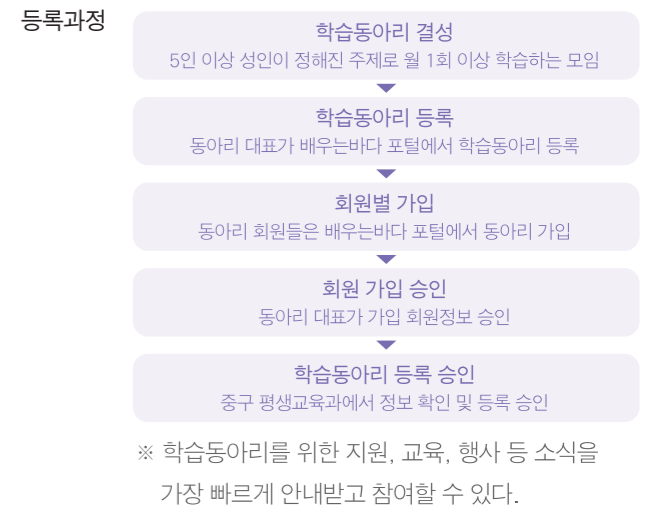 등록과정
학습동아리 결성
5인 이상 성인이 정해진 주제로 월 1회 이상 학습하는 모임
학습동아리 등록
동아리 대표가 배우는바다 포털에서 학습동아리 등록
회원별 가입
동아리 회원들은 배우는바다 포털에서 동아리 가입
회원 가입 승인
동아리 대표가 가입 회원정보 승인
학습동아리 등록 승인
중구 평생교육과에서 정보 확인 및 등록 승인
※ 학습동아리를 위한 지원, 교육, 행사 등 소식을
가장 빠르게 안내받고 참여할 수 있다.